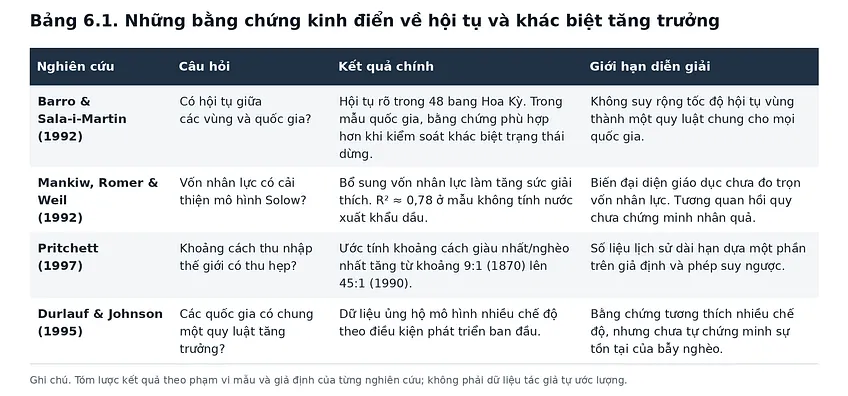 Bảng 6.1. Những bằng chứng kinh điển về hội tụ và khác biệt tăng trưởng
Nghiên cứu
Câu hỏi
Kết quả chính
Giới hạn diễn giải
Barro &
Sala-i-Martin
(1992)
Có hội tụ giữa
các vùng và quốc gia?
Hội tụ rõ trong 48 bang Hoa Kỳ. Trong
mẫu quốc gia, bằng chứng phù hợp
hơn khi kiểm soát khác biệt trạng thái
dừng.
Không suy rộng tốc độ hội tụ vùng
thành một quy luật chung cho mọi
quốc gia.
Mankiw, Romer &
Weil
(1992)
Vốn nhân lực có cải
thiện mô hình Solow?
Bổ sung vốn nhân lực làm tăng sức giải
thích. R² ≈ 0,78 ở mẫu không tính nước
xuất khẩu dầu.
Biến đại diện giáo dục chưa đo trọn
vốn nhân lực. Tương quan hồi quy
chưa chứng minh nhân quả.
Pritchett
(1997)
Khoảng cách thu nhập
thế giới có thu hẹp?
Ước tính khoảng cách giàu nhất/nghèo
nhất tăng từ khoảng 9:1 (1870) lên
45:1 (1990).
Số liệu lịch sử dài hạn dựa một phần
trên giả định và phép suy ngược.
Durlauf & Johnson
(1995)
Các quốc gia có chung
một quy luật tăng
trưởng?
Dữ liệu ủng hộ mô hình nhiều chế độ
theo điều kiện phát triển ban đầu.
Bằng chứng tương thích nhiều chế
độ, nhưng chưa tự chứng minh sự
tồn tại của bẫy nghèo.
Ghi chú. Tóm lược kết quả theo phạm vi mẫu và giả định của từng nghiên cứu; không phải dữ liệu tác giả tự ước lượng.